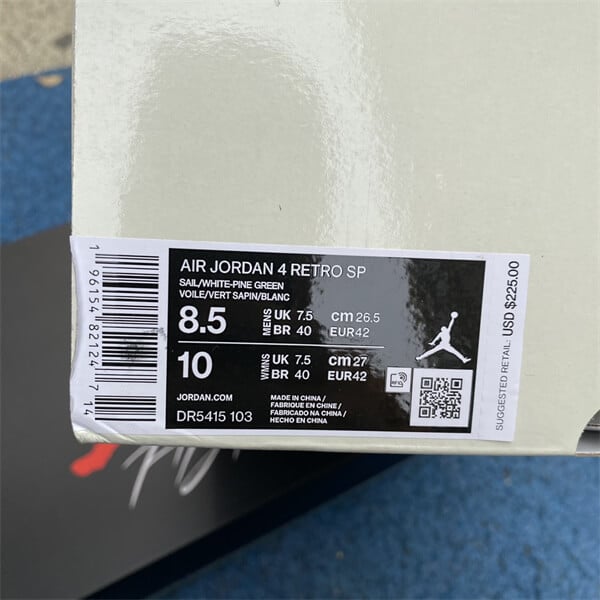 AIR JORDAN 4 RETRO SP
SAIL/WHITE-PINE GREEN
VOILE/VERT SAPIN/BLANC
8.5 MENS UK 7.5 cm 26.5
BR 40 EUR42
10 WMNS UK 7.5 cm 27
BR 40 EUR42
JORDAN.COM
DR5415 103
MADE IN CHINA /
FABRIQUE EN CHINE /
FABRICADO NA CHINA /
HECHO EN CHINA
1 96154 82124 7 14
SUGGESTED RETAIL: USD $225.00